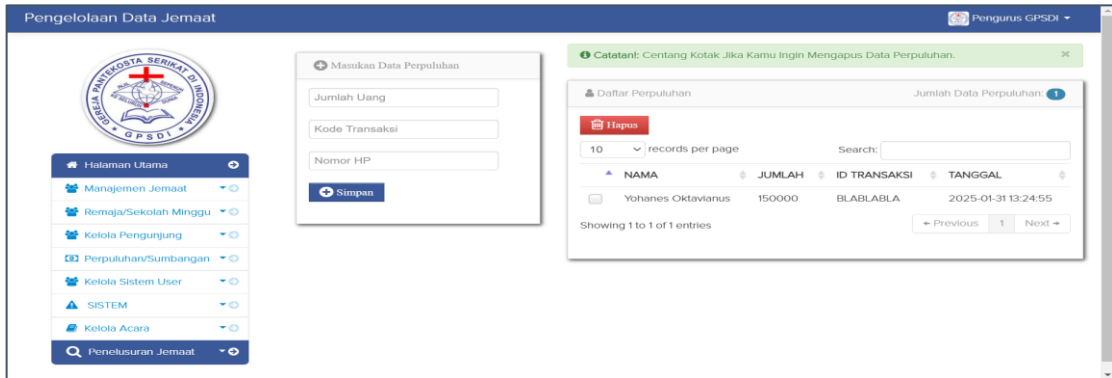 Pengelolaan Data Jemaat
Pengurus GPSDI
GEREJA PANTEKOSTA SERIKAT DI INDONESIA
GPSDI
Halaman Utama
Manajemen Jemaat
Remaja/Sekolah Minggu
Kelola Pengunjung
Perpuluhan/Sumbangan
Kelola Sistem User
SISTEM
Kelola Acara
Penelusuran Jemaat
Masukan Data Perpuluhan
Jumlah Uang
Kode Transaksi
Nomor HP
Simpan
Catatan!: Centang Kotak Jika Kamu Ingin Mengapus Data Perpuluhan.
×
Daftar Perpuluhan
Jumlah Data Perpuluhan: 1
Hapus
10 records per page
Search:
NAMA JUMLAH ID TRANSAKSI TANGGAL
Yohanes Oktavianus 150000 BLABLABLA 2025-01-31 13:24:55
Showing 1 to 1 of 1 entries
← Previous 1 Next →